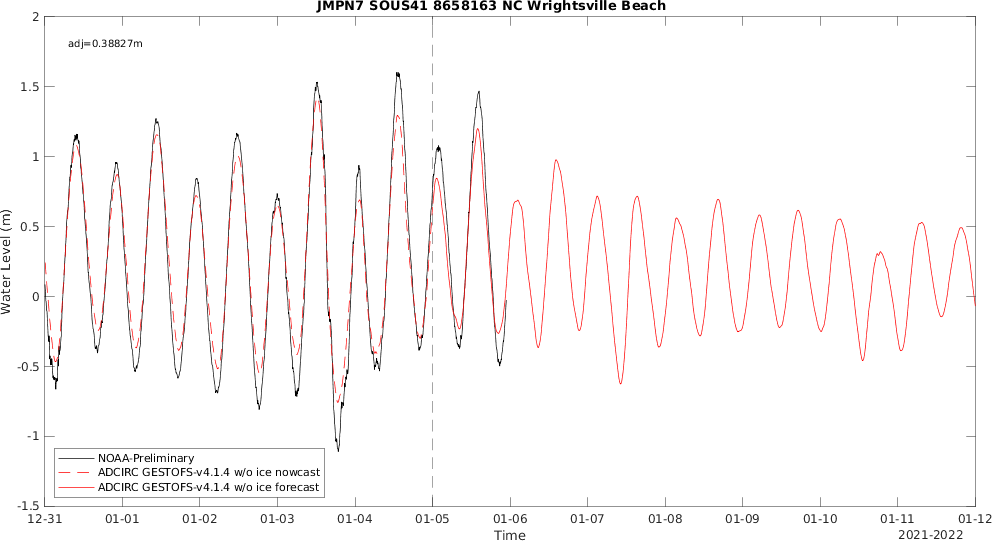 JMPN7 SOUS41 8658163 NC Wrightsville Beach
adj=0.38827m
2
1.5
1
0.5
0
-0.5
-1
-1.5
Water Level (m)
NOAA-Preliminary
ADCIRC GESTOFS-v4.1.4 w/o ice nowcast
ADCIRC GESTOFS-v4.1.4 w/o ice forecast
12-31 01-01 01-02 01-03 01-04 01-05 01-06 01-07 01-08 01-09 01-10 01-11 01-12
Time
2021-2022